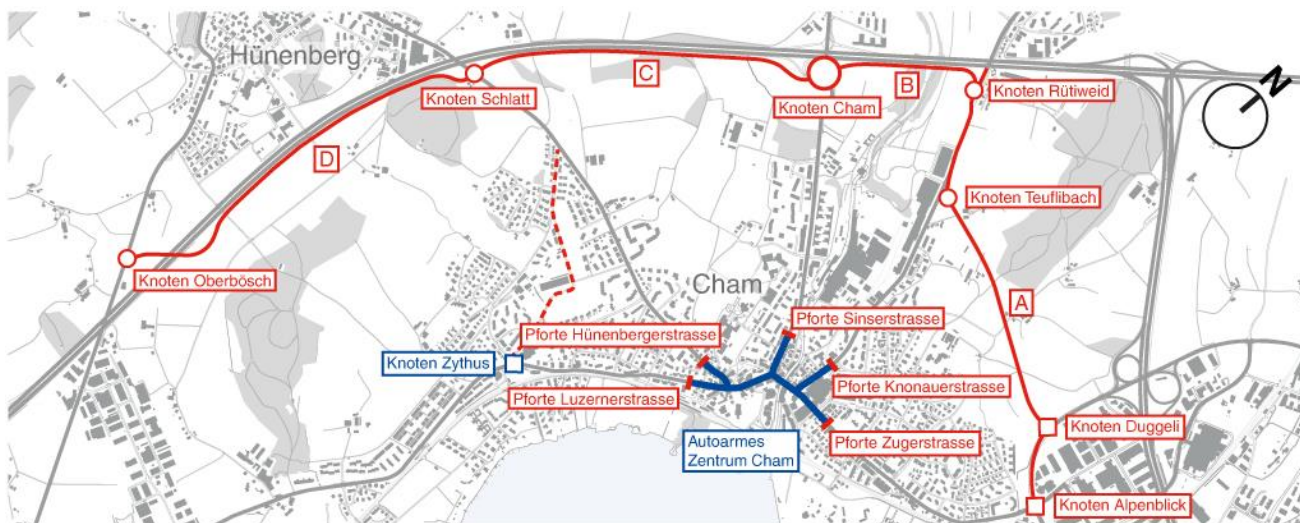 Hünenberg
N
C
B
Knoten Schlatt
Knoten Cham
Knoten Rütiweid
D
Knoten Teuflibach
Knoten Oberbösch
Cham
A
Pforte Hünenbergerstrasse
Pforte Sinserstrasse
Knoten Zythus
Pforte Luzernerstrasse
Pforte Knonauerstrasse
Autoarmes
Zentrum Cham
Pforte Zugerstrasse
Knoten Duggeli
Knoten Alpenblick